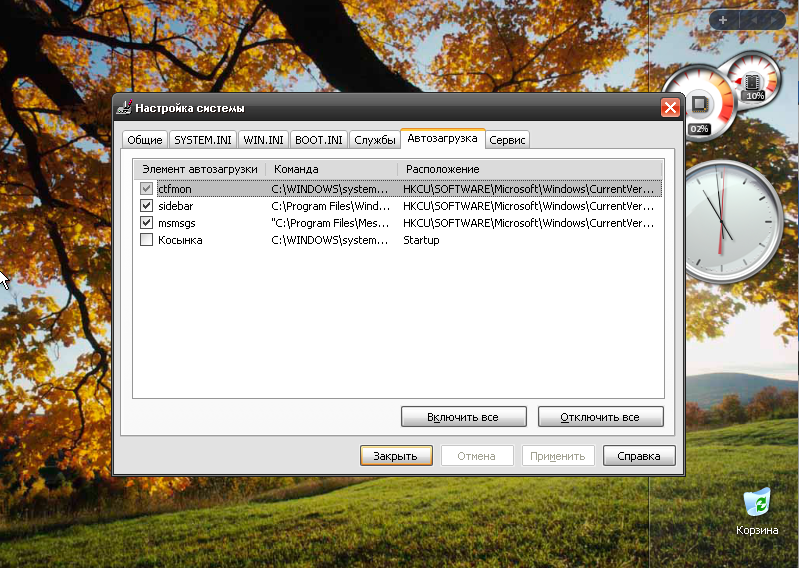 Настройка системы
Общие SYSTEM.INI WIN.INI BOOT.INI Службы Автозагрузка Сервис
Элемент автозагрузки Команда Расположение
ctfmon C:\WINDOWS\system... HKCU\SOFTWARE\Microsoft\Windows\CurrentVer...
sidebar C:\Program Files\Wind... HKCU\SOFTWARE\Microsoft\Windows\CurrentVer...
msmsgs "C:\Program Files\Mes... HKCU\SOFTWARE\Microsoft\Windows\CurrentVer...
Косынка C:\WINDOWS\system... Startup
Включить все Отключить все
Закрыть Отмена Применить Справка
10%
02%
Корзина